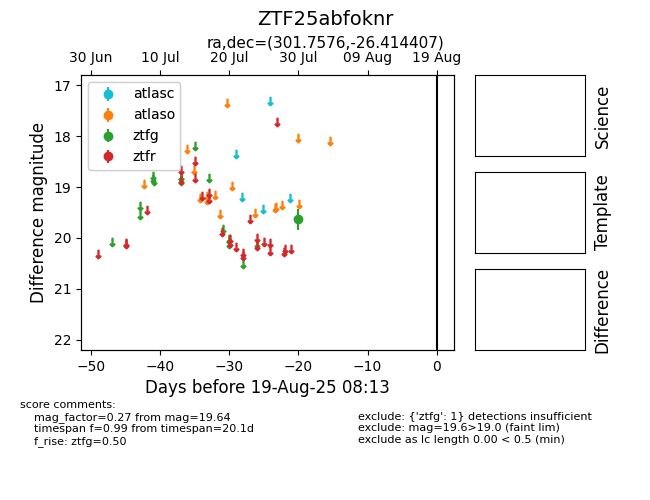 ZTF25abfoknr
ra,dec=(301.7576,-26.414407)
30 Jun 10 Jul 20 Jul 30 Jul 09 Aug 19 Aug
17
18
19
20
21
22
Difference magnitude
atlasc
atlaso
ztfg
ztfr
−50 −40 −30 −20 −10 0
Days before 19-Aug-25 08:13
Science
Template
Difference
score comments:
mag_factor=0.27 from mag=19.64
timespan f=0.99 from timespan=20.1d
f_rise: ztfg=0.50
exclude: {'ztfg': 1} detections insufficient
exclude: mag=19.6>19.0 (faint lim)
exclude as lc length 0.00 < 0.5 (min)